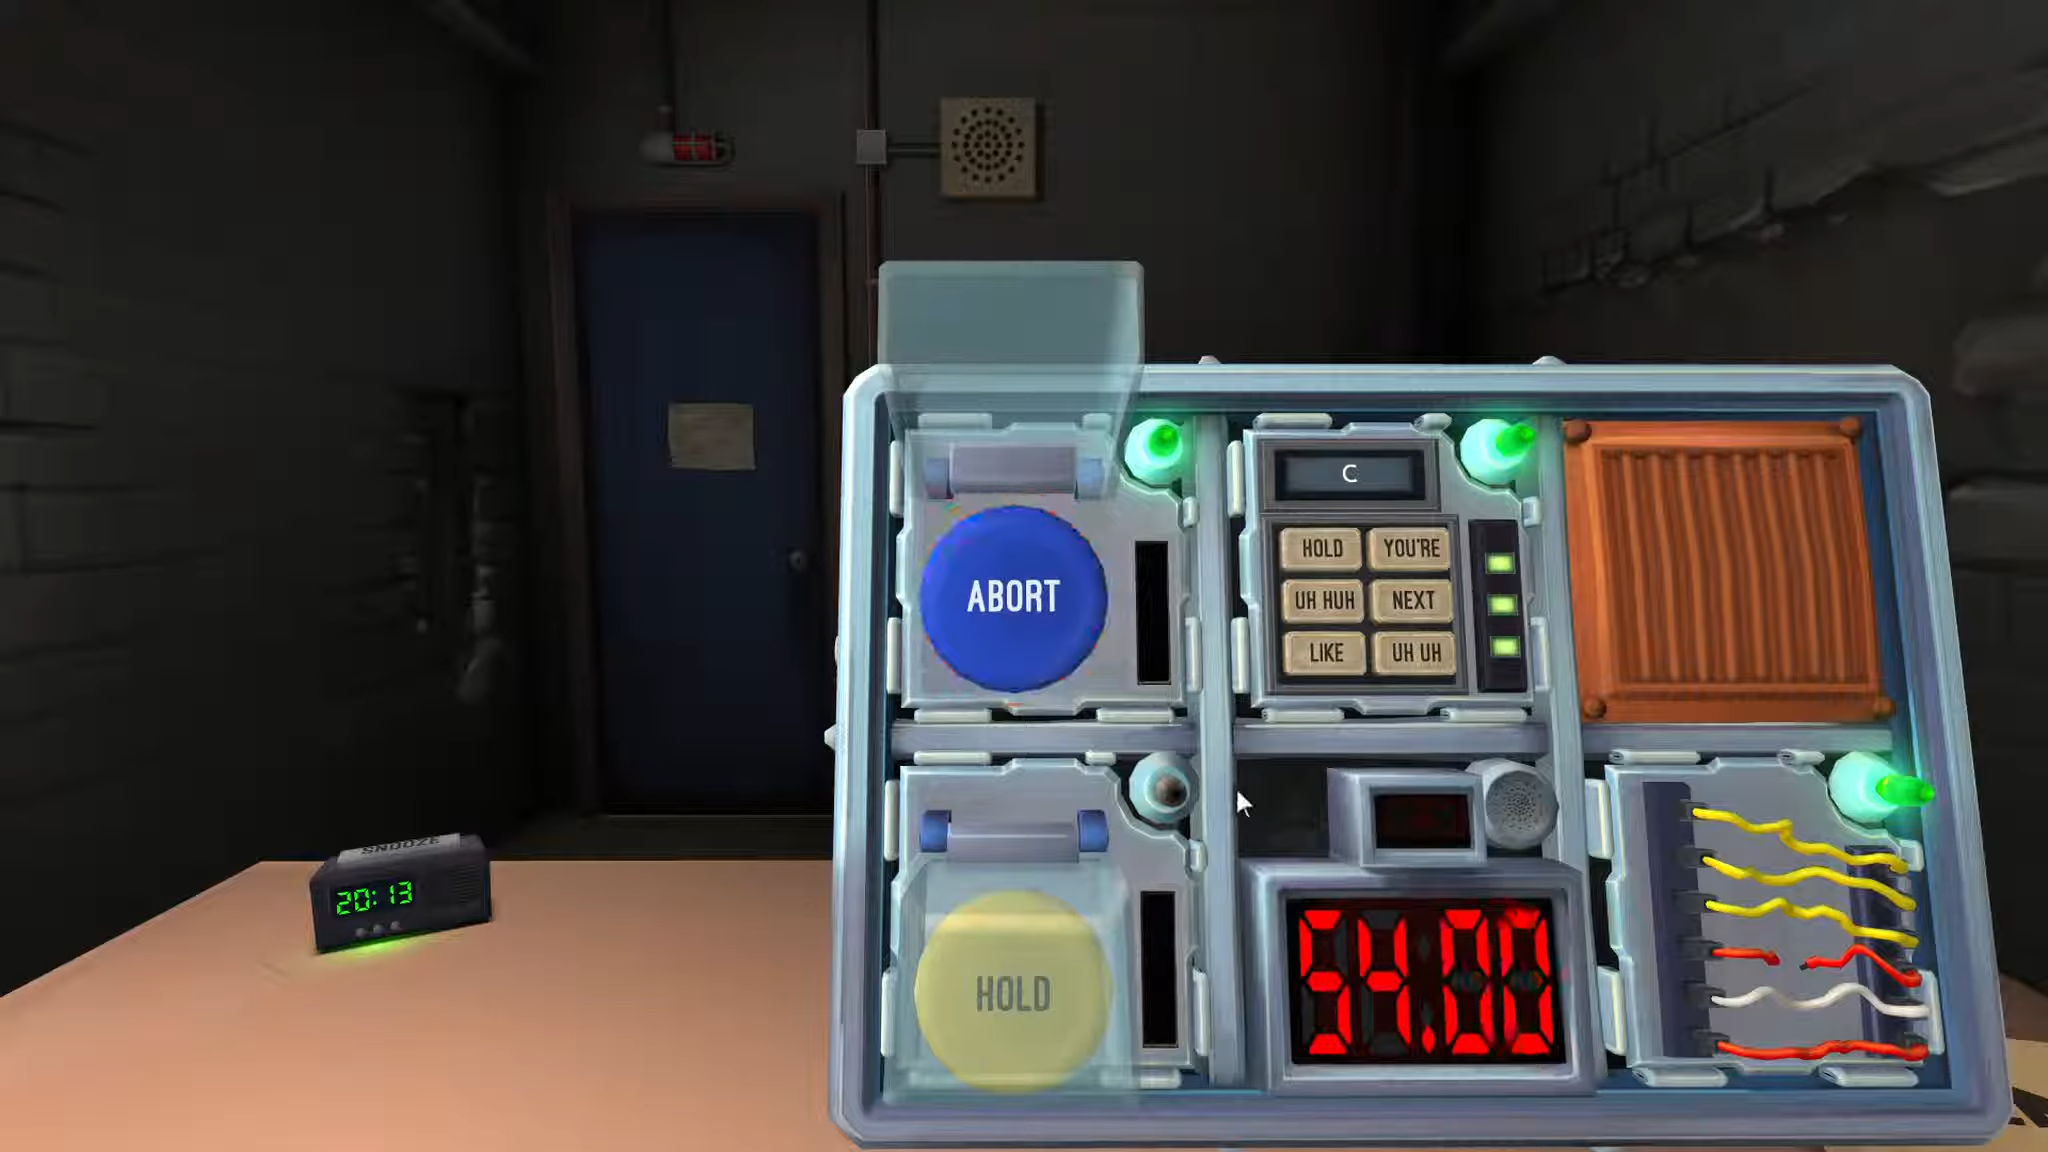 ABORT
C
HOLD YOU'RE
UH HUH NEXT
LIKE UH UH
SNOOZE
20:13
HOLD
54.00